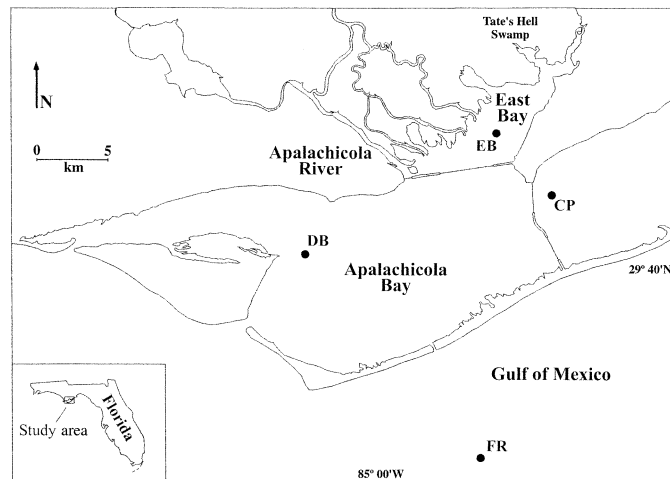 Tate's Hell
Swamp
N
East
Bay
EB
0 5
km
Apalachicola
River
CP
DB
Apalachicola
Bay
29° 40'N
Gulf of Mexico
Florida
Study area
FR
85° 00'W